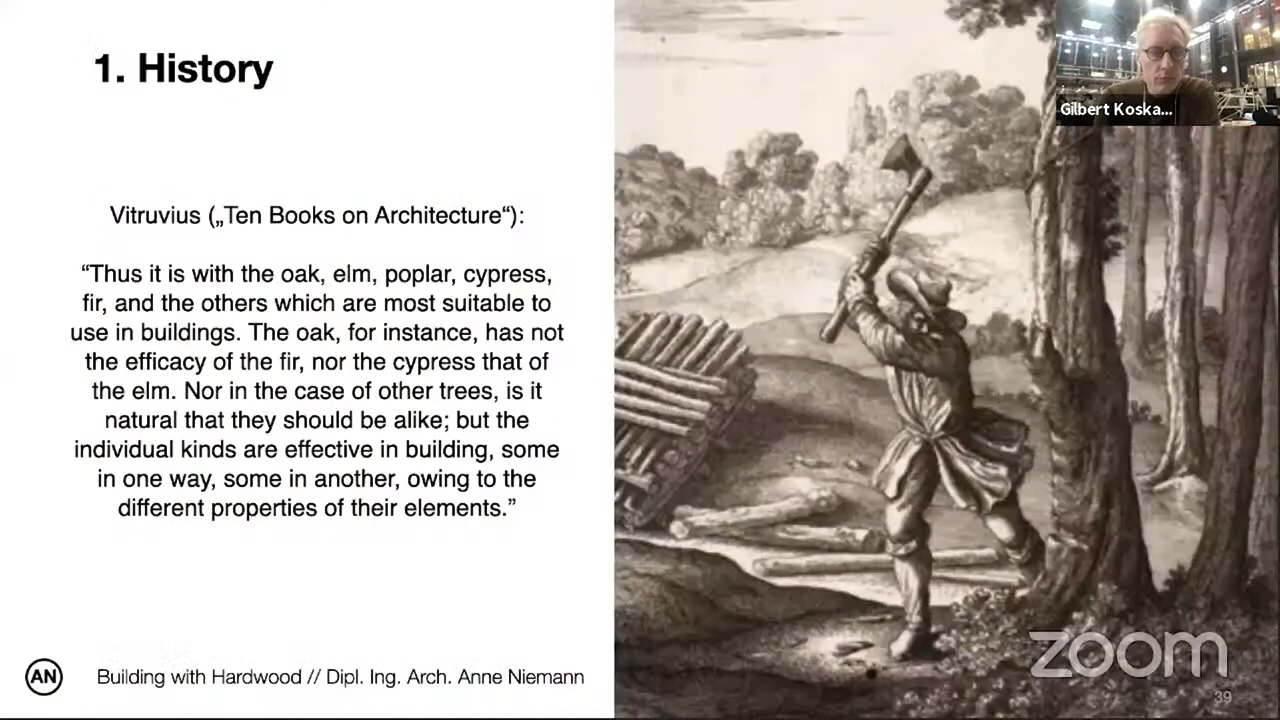 1. History
Gilbert Koska...
Vitruvius („Ten Books on Architecture“):
“Thus it is with the oak, elm, poplar, cypress,
fir, and the others which are most suitable to
use in buildings. The oak, for instance, has not
the efficacy of the fir, nor the cypress that of
the elm. Nor in the case of other trees, is it
natural that they should be alike; but the
individual kinds are effective in building, some
in one way, some in another, owing to the
different properties of their elements.”
AN
Building with Hardwood // Dipl. Ing. Arch. Anne Niemann
zoom
39